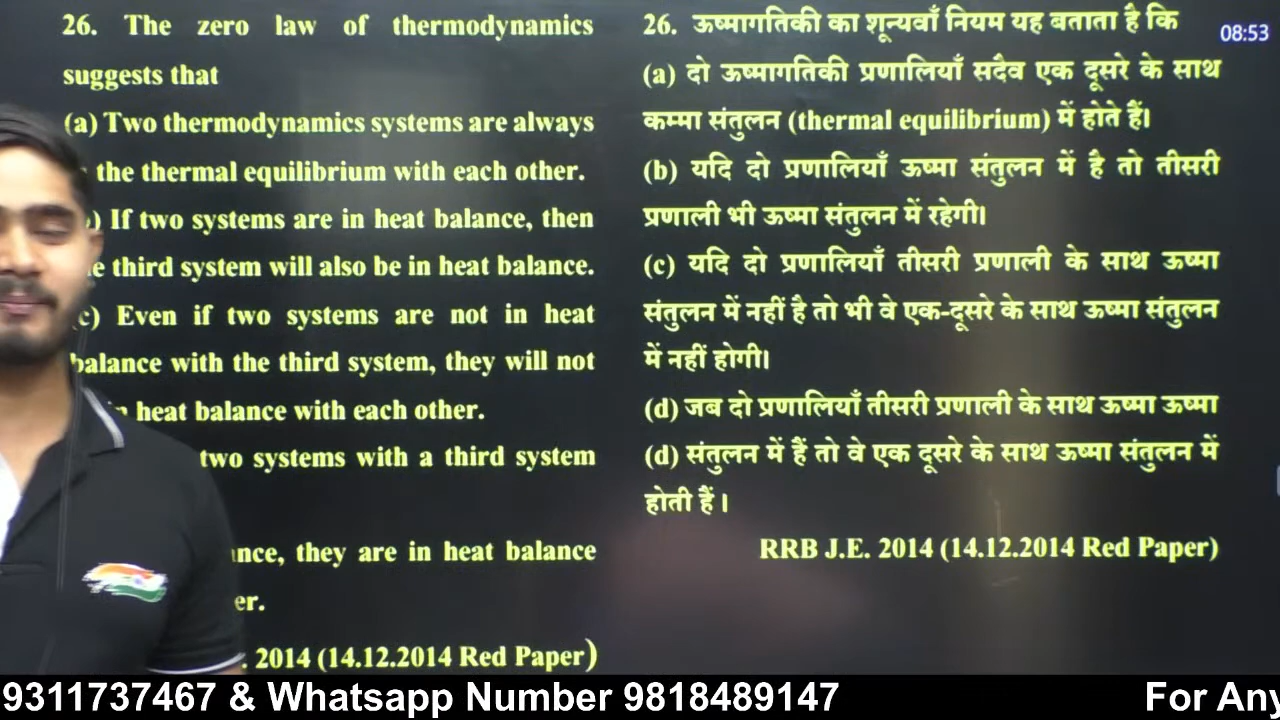 26. The zero law of thermodynamics
suggests that
(a) Two thermodynamics systems are always
the thermal equilibrium with each other.
) If two systems are in heat balance, then
e third system will also be in heat balance.
c) Even if two systems are not in heat
balance with the third system, they will not
heat balance with each other.
two systems with a third system
nce, they are in heat balance
er.
. 2014 (14.12.2014 Red Paper)
26. ऊष्मागतिकी का शून्यवाँ नियम यह बताता है कि
(a) दो ऊष्मागतिकी प्रणालियाँ सदैव एक दूसरे के साथ
कम्मा संतुलन (thermal equilibrium) में होते हैं।
(b) यदि दो प्रणालियाँ ऊष्मा संतुलन में है तो तीसरी
प्रणाली भी ऊष्मा संतुलन में रहेगी।
(c) यदि दो प्रणालियाँ तीसरी प्रणाली के साथ ऊष्मा
संतुलन में नहीं है तो भी वे एक-दूसरे के साथ ऊष्मा संतुलन
में नहीं होगी।
(d) जब दो प्रणालियाँ तीसरी प्रणाली के साथ ऊष्मा ऊष्मा
(d) संतुलन में हैं तो वे एक दूसरे के साथ ऊष्मा संतुलन में
होती हैं।
RRB J.E. 2014 (14.12.2014 Red Paper)
08:53
9311737467 & Whatsapp Number 9818489147
For Any